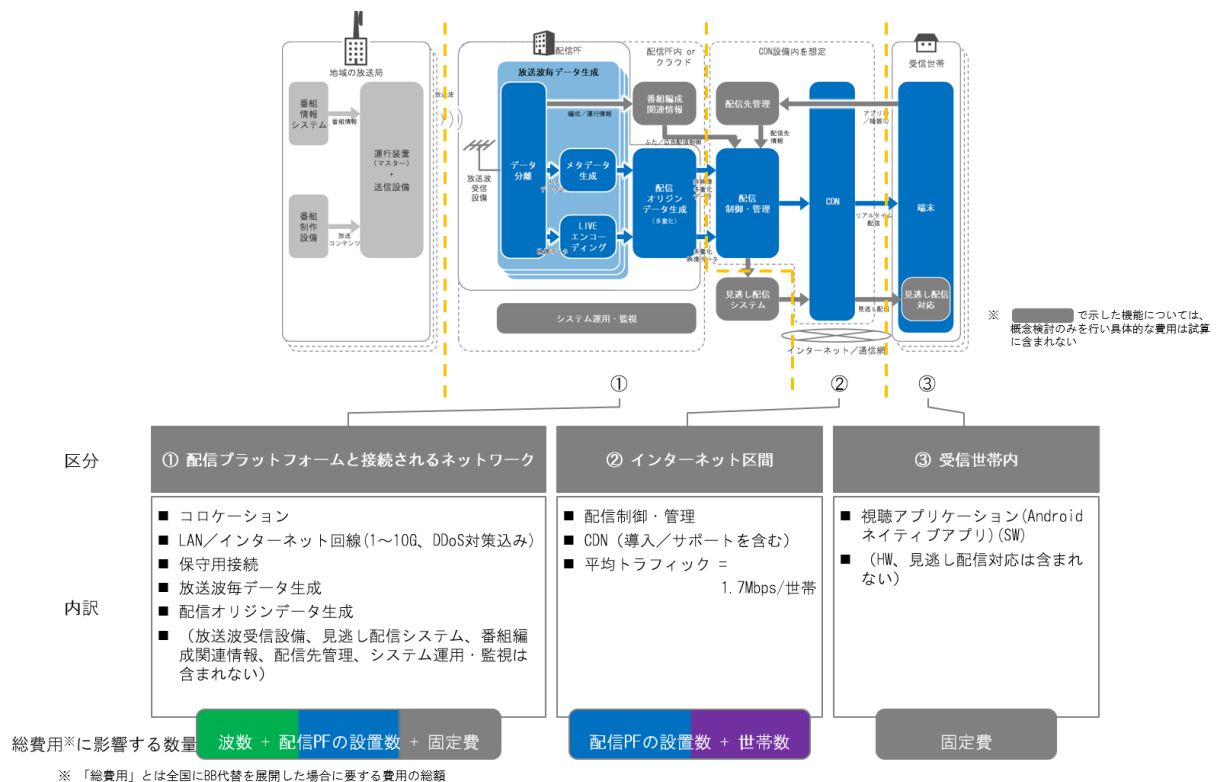 地域の放送局
番組
情報
システム
番組情報
番組
制作
設備
放送
コンテンツ
運行装置
(マスター)
+
送信設備
放送波
放送波
受信
設備
配信PF
放送波毎データ生成
データ
分離
編成/運行情報
メタデータ
生成
LIVE
エンコー
ディング
映像データ
配信PF内 or
クラウド
番組編成
関連情報
配信
オリジン
データ生成
(多重化)
多重化
映像データ
システム運用・監視
CDN設備内を想定
配信先管理
配信先
情報
配信
制御・管理
見逃し配信
システム
CDN
リアルタイム
配信
見逃し配信
インターネット/通信網
受信世帯
端末
見逃し配信
対応
※ で示した機能については、
概念検討のみを行い具体的な費用は試算
に含まれない
① ② ③
区分
① 配信プラットフォームと接続されるネットワーク
② インターネット区間
③ 受信世帯内
内訳
■ コロケーション
■ LAN/インターネット回線(1~10G、DDoS対策込み)
■ 保守用接続
■ 放送波毎データ生成
■ 配信オリジンデータ生成
■ (放送波受信設備、見逃し配信システム、番組編
成関連情報、配信先管理、システム運用・監視は
含まれない)
■ 配信制御・管理
■ CDN(導入/サポートを含む)
■ 平均トラフィック =
1.7Mbps/世帯
■ 視聴アプリケーション(Android
ネイティブアプリ)(SW)
■ (HW、見逃し配信対応は含まれ
ない)
総費用※に影響する数量
波数 + 配信PFの設置数 + 固定費
配信PFの設置数 + 世帯数
固定費
※ 「総費用」とは全国にBB代替を展開した場合に要する費用の総額